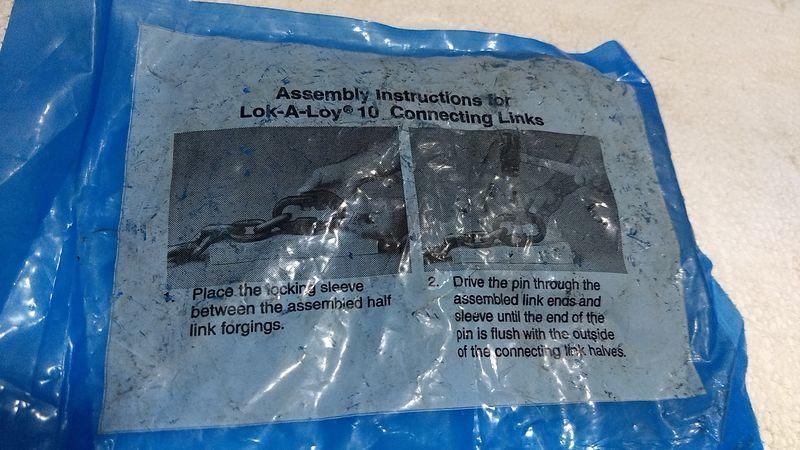 Assembly Instructions for
Lok-A-Loy® 10 Connecting Links
Place the locking sleeve
between the assembled half
link forgings.
2. Drive the pin through the
assembled link ends and
sleeve until the end of the
pin is flush with the outside
of the connecting link halves.